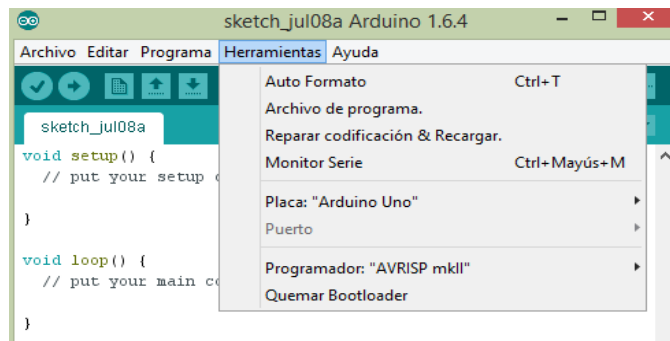 sketch_jul08a Arduino 1.6.4
Archivo Editar Programa Herramientas Ayuda
sketch_jul08a
void setup() {
// put your setup
}
void loop() {
// put your main
}
Auto Formato Ctrl+T
Archivo de programa.
Reparar codificación & Recargar.
Monitor Serie Ctrl+Mayús+M
Placa: "Arduino Uno"
Puerto
Programador: "AVRISP mkII"
Quemar Bootloader